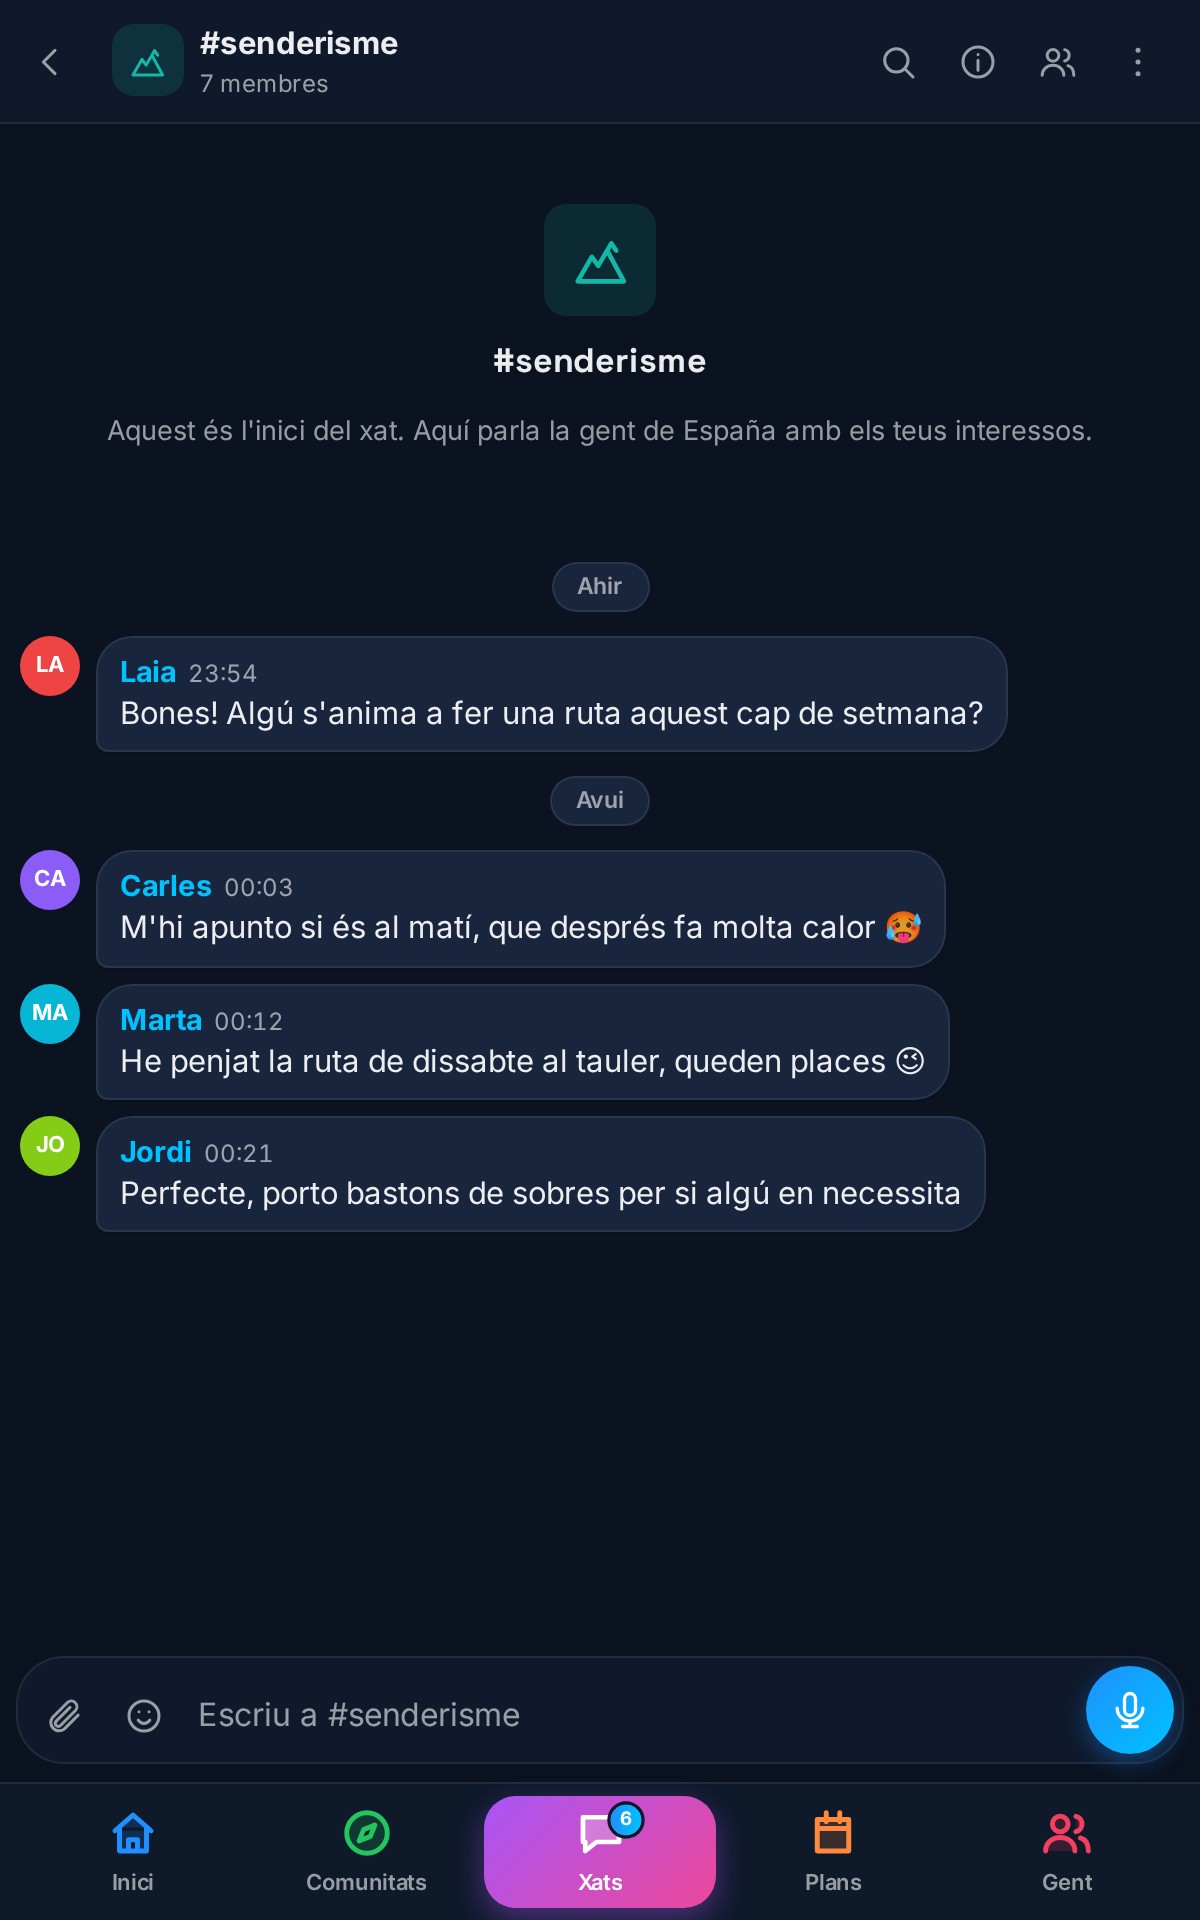 #senderisme
7 membres
#senderisme
Aquest és l'inici del xat. Aquí parla la gent de España amb els teus interessos.
Ahir
LA
Laia 23:54
Bones! Algú s'anima a fer una ruta aquest cap de setmana?
Avui
CA
Carles 00:03
M'hi apunto si és al matí, que després fa molta calor 🥵
MA
Marta 00:12
He penjat la ruta de dissabte al tauler, queden places 😉
JO
Jordi 00:21
Perfecte, porto bastons de sobres per si algú en necessita
Escriu a #senderisme
6
Inici
Comunitats
Xats
Plans
Gent